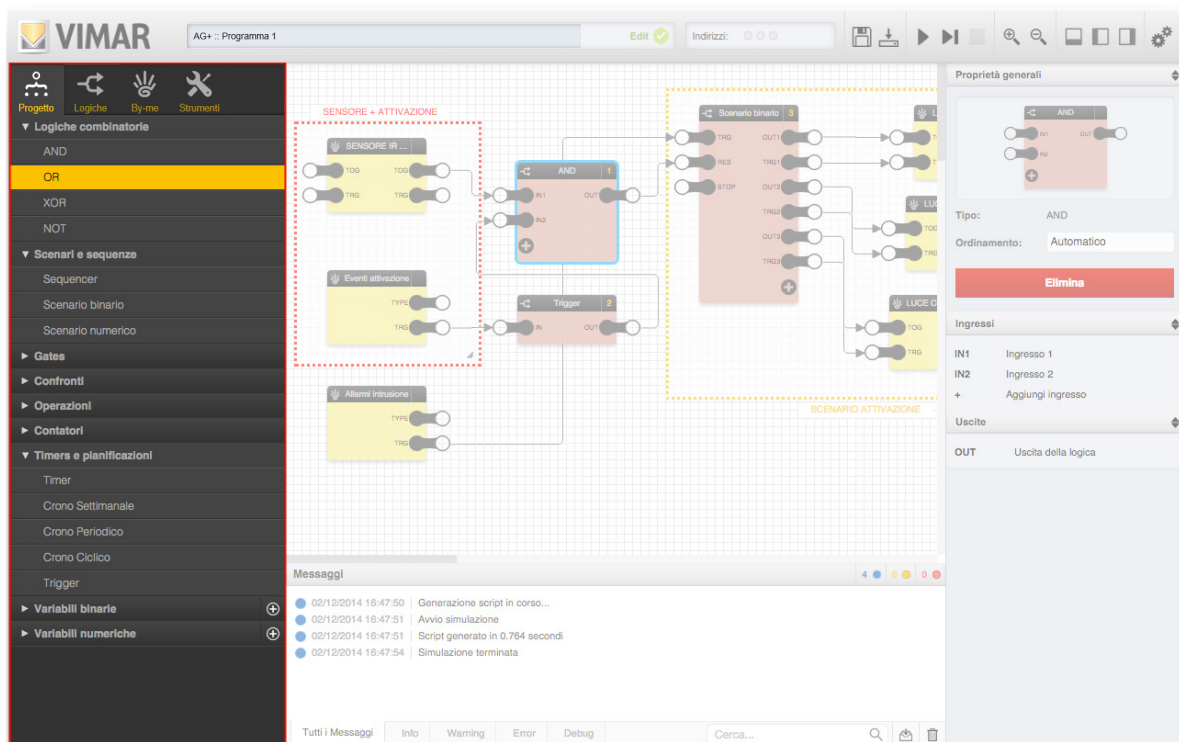 VIMAR
AG+ :: Programma 1
Edit
Indirizzi:
Progetto
Logiche
By-me
Strumenti
Logiche combinatorie
AND
OR
XOR
NOT
Scenari e sequenze
Sequencer
Scenario binario
Scenario numerico
Gates
Confronti
Operazioni
Contatori
Timers e pianificazioni
Timer
Crono Settimanale
Crono Periodico
Crono Ciclico
Trigger
Variabili binarie
Variabili numeriche
SENSORE + ATTIVAZIONE
SENSORE IR ...
TOG TOG
TRG TRG
Eventi attivazione
TYPE
TRG
Allarmi intrusione
TYPE
TRG
AND 1
IN1 OUT
IN2
Trigger 2
IN OUT
Scenario binario 3
TRG OUT1
RES TRG1
STOP OUT2
TRG2
OUT3
TRG3
LUC
TOG
TRG
LUCE C
TOG
TRG
SCENARIO ATTIVAZIONE
Messaggi
4 0 0
02/12/2014 16:47:50 Generazione script in corso...
02/12/2014 16:47:51 Avvio simulazione
02/12/2014 16:47:51 Script generato in 0.764 secondi
02/12/2014 16:47:54 Simulazione terminata
Tutti i Messaggi Info Warning Error Debug
Cerca...
Proprietà generali
AND
IN1 OUT
IN2
Tipo: AND
Ordinamento: Automatico
Elimina
Ingressi
IN1 Ingresso 1
IN2 Ingresso 2
+ Aggiungi ingresso
Uscite
OUT Uscita della logica